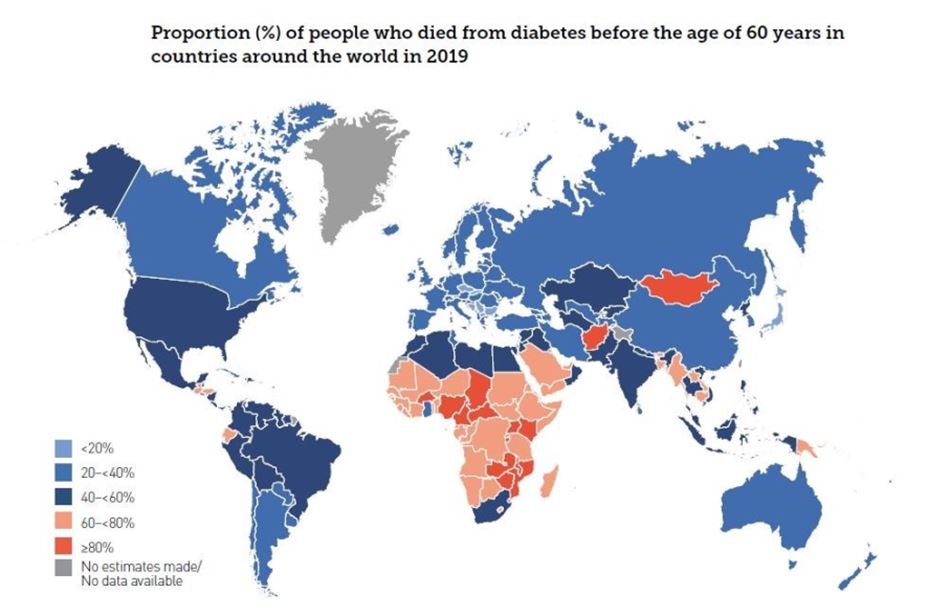 Proportion (%) of people who died from diabetes before the age of 60 years in
countries around the world in 2019
<20%
20-<40%
40-<60%
60-<80%
≥80%
No estimates made/
No data available